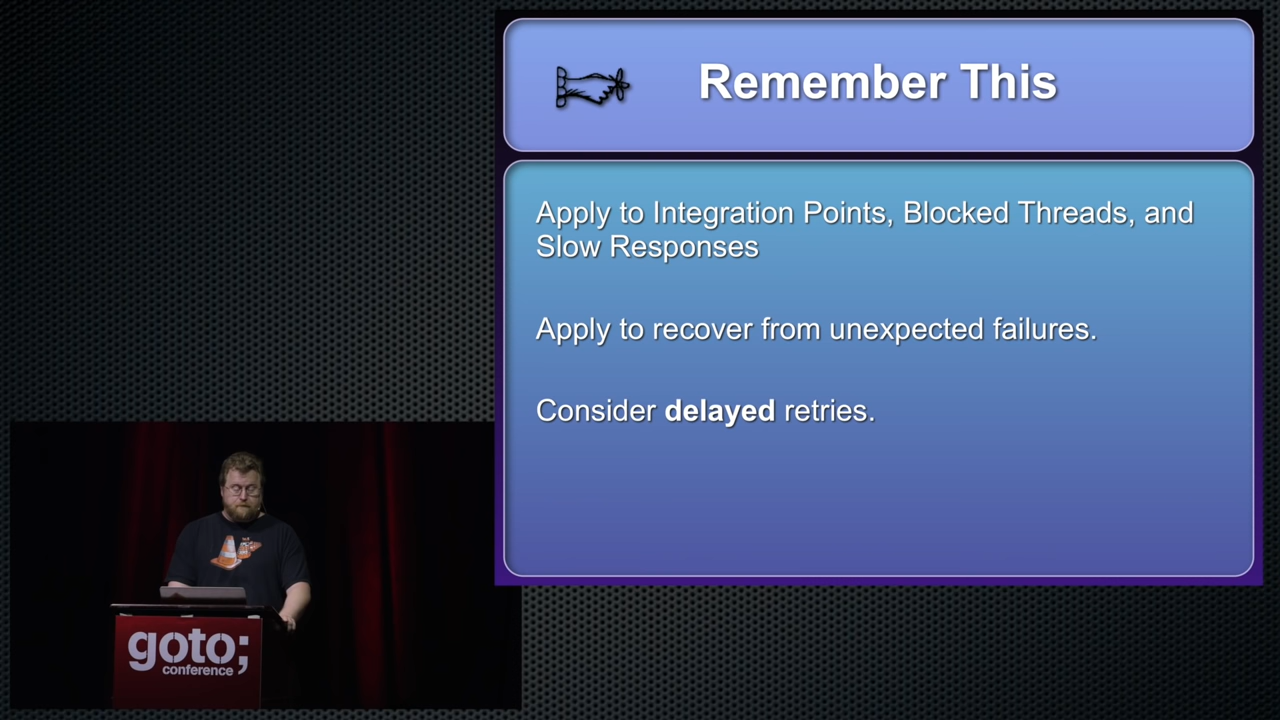 Remember This
Apply to Integration Points, Blocked Threads, and
Slow Responses
Apply to recover from unexpected failures.
Consider delayed retries.
goto;
conference